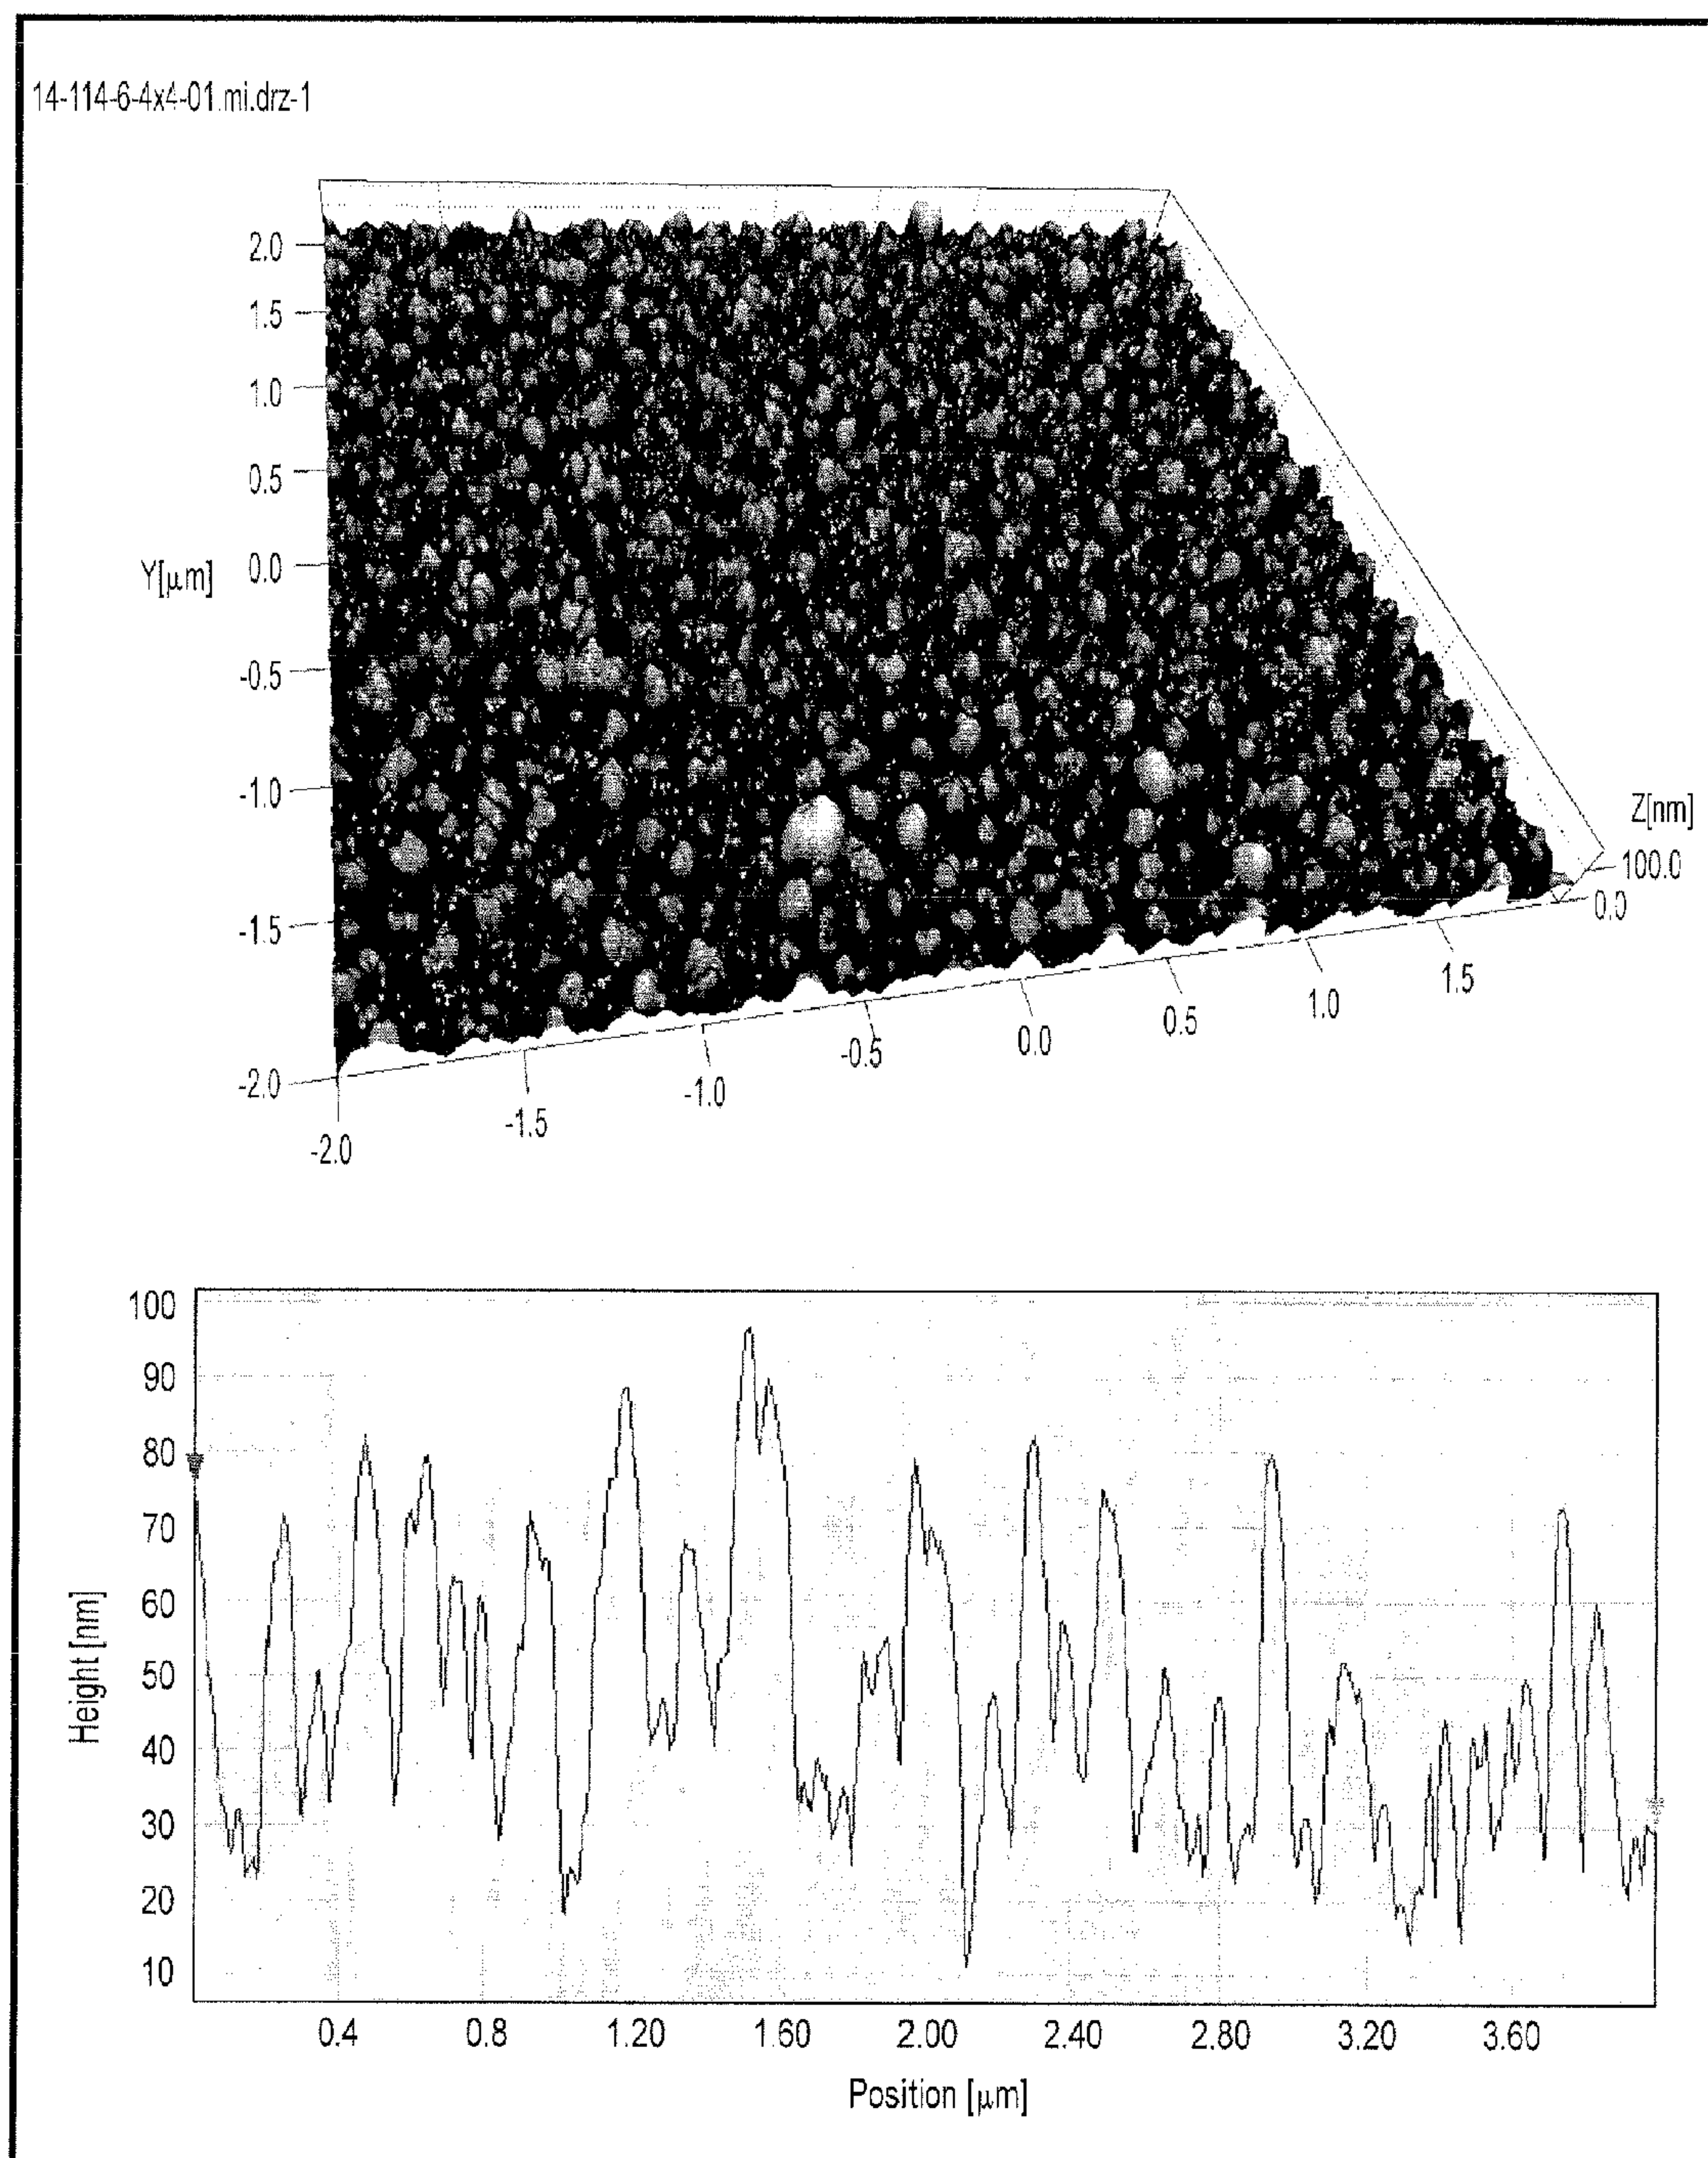 14-114-6-4x4-01.mi.drz-1
2.0
1.5
1.0
0.5
Y[μm] 0.0
-0.5
-1.0
-1.5
-2.0
Z[nm]
100.0
0.0
-2.0 -1.5 -1.0 -0.5 0.0 0.5 1.0 1.5
100
90
80
70
60
50
40
30
20
10
Height [nm]
0.4 0.8 1.20 1.60 2.00 2.40 2.80 3.20 3.60
Position [μm]